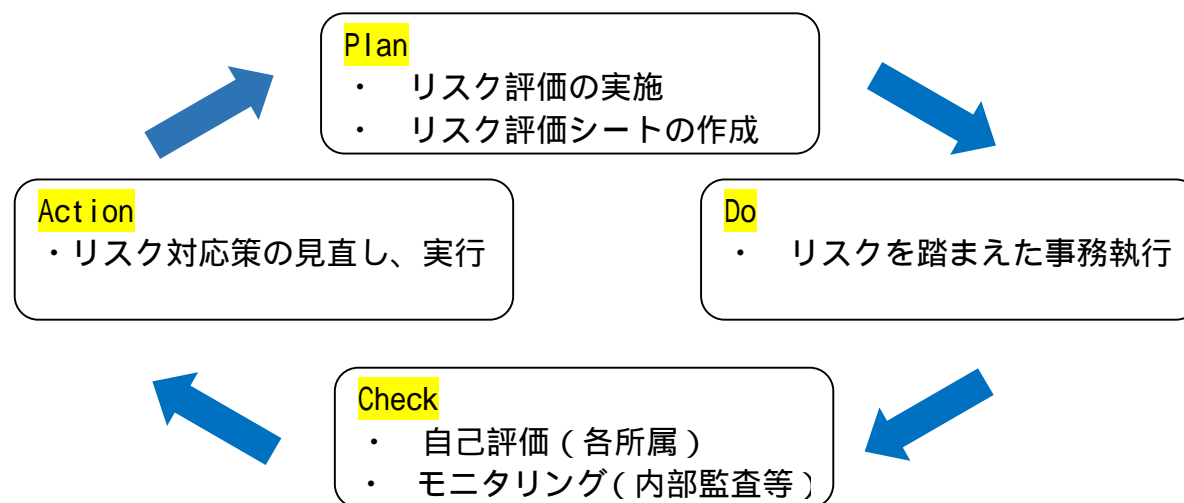 Plan
・ リスク評価の実施
・ リスク評価シートの作成
Action
・リスク対応策の見直し、実行
Do
・ リスクを踏まえた事務執行
Check
・ 自己評価（各所属）
・ モニタリング（内部監査等）